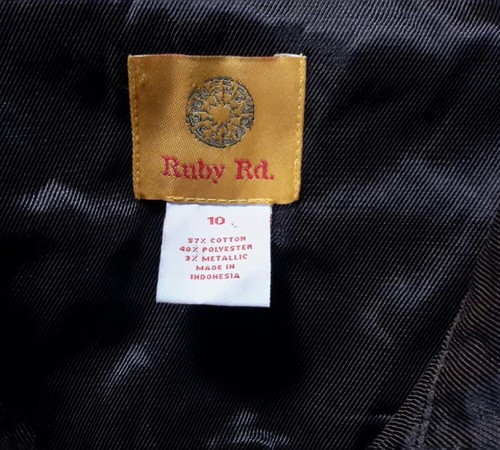 Ruby Rd.
10
57% COTTON
40% POLYESTER
3% METALLIC
MADE IN
INDONESIA